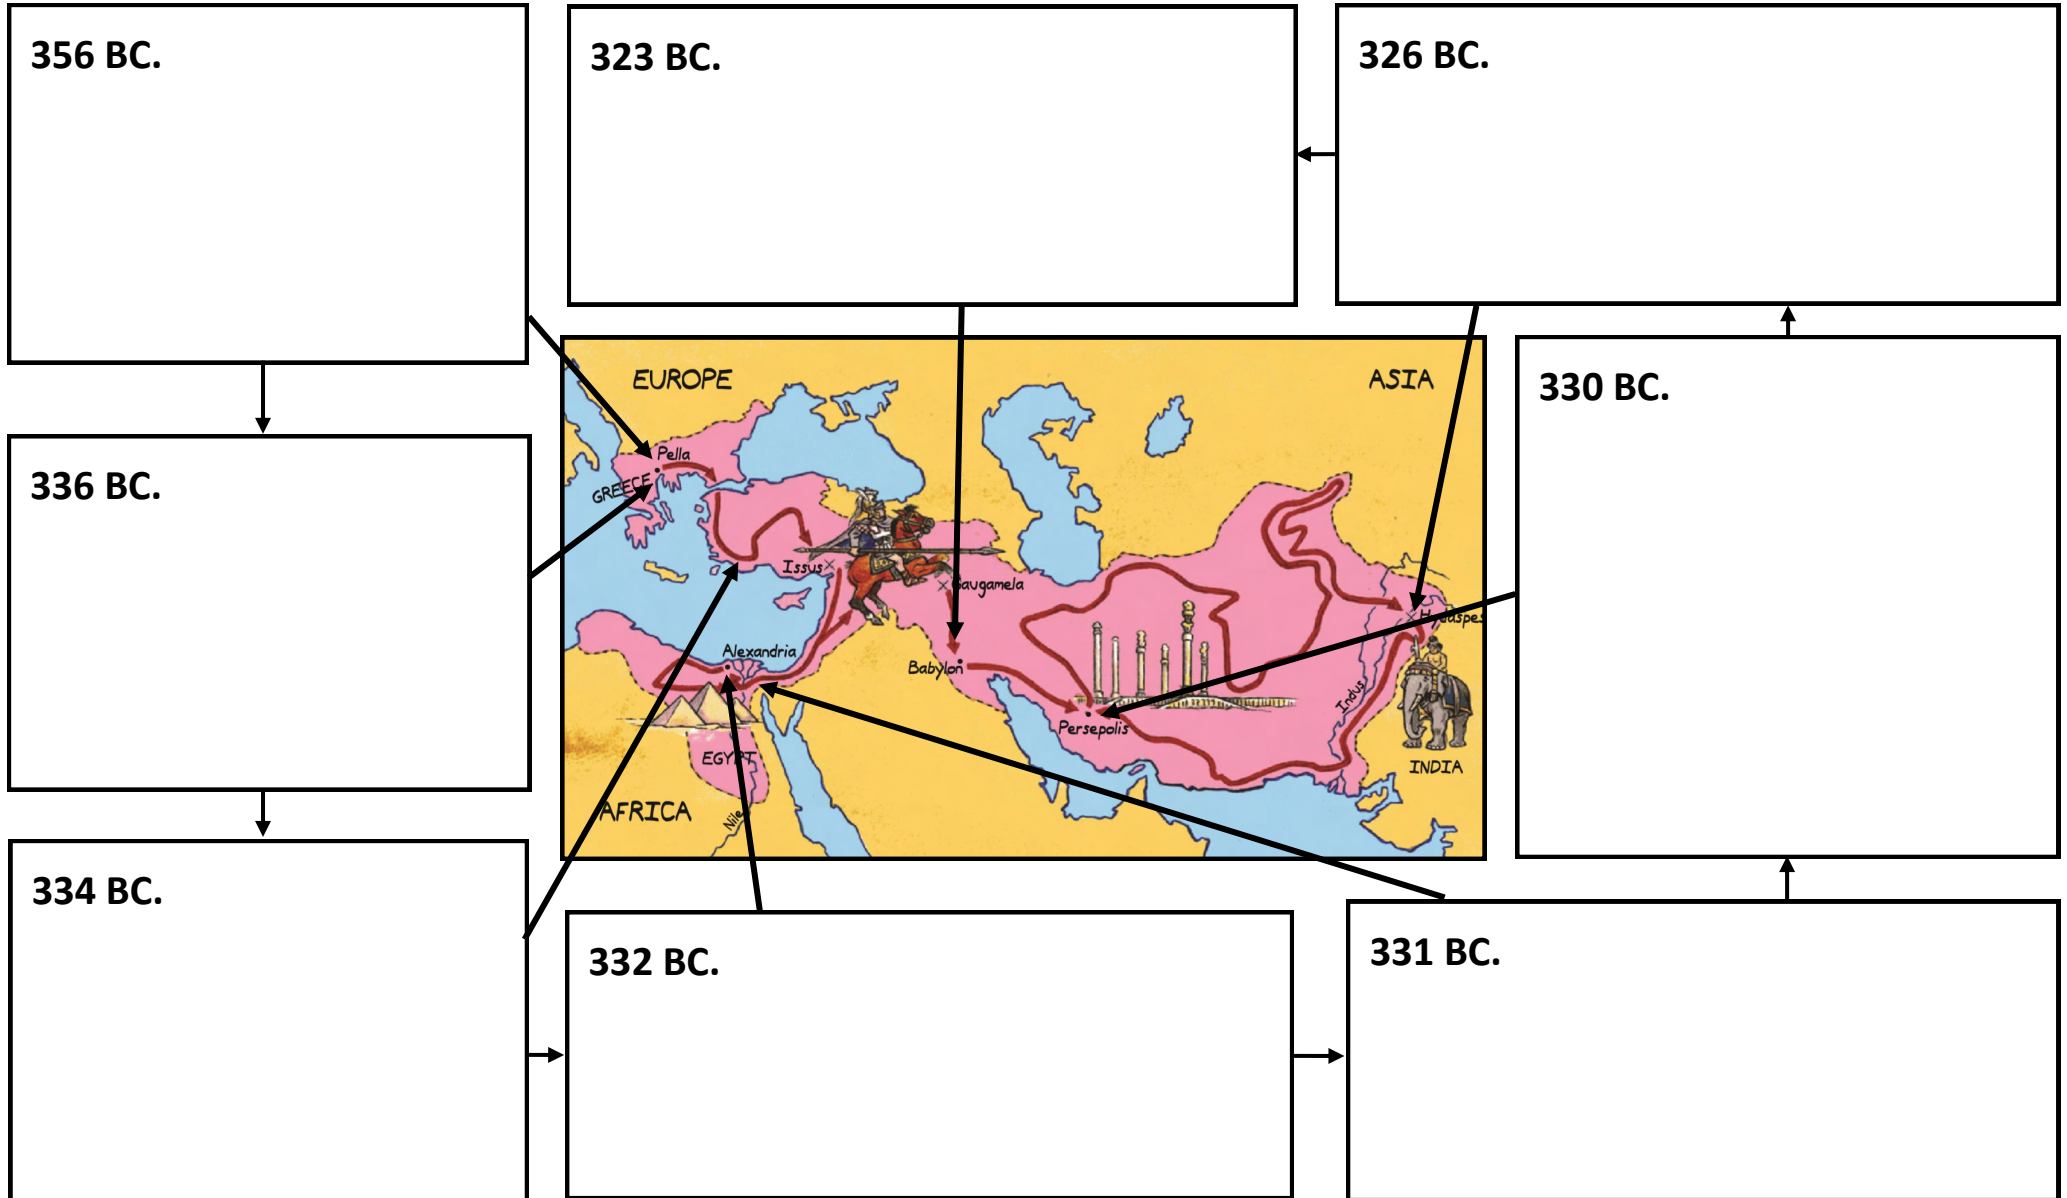 356 BC.
323 BC.
326 BC.
336 BC.
330 BC.
334 BC.
332 BC.
331 BC.
EUROPE
ASIA
Pella
GREECE
Issus
Gaugamela
Hydaspes
Alexandria
Babylon
Indus
Persepolis
EGYPT
INDIA
AFRICA
Nile